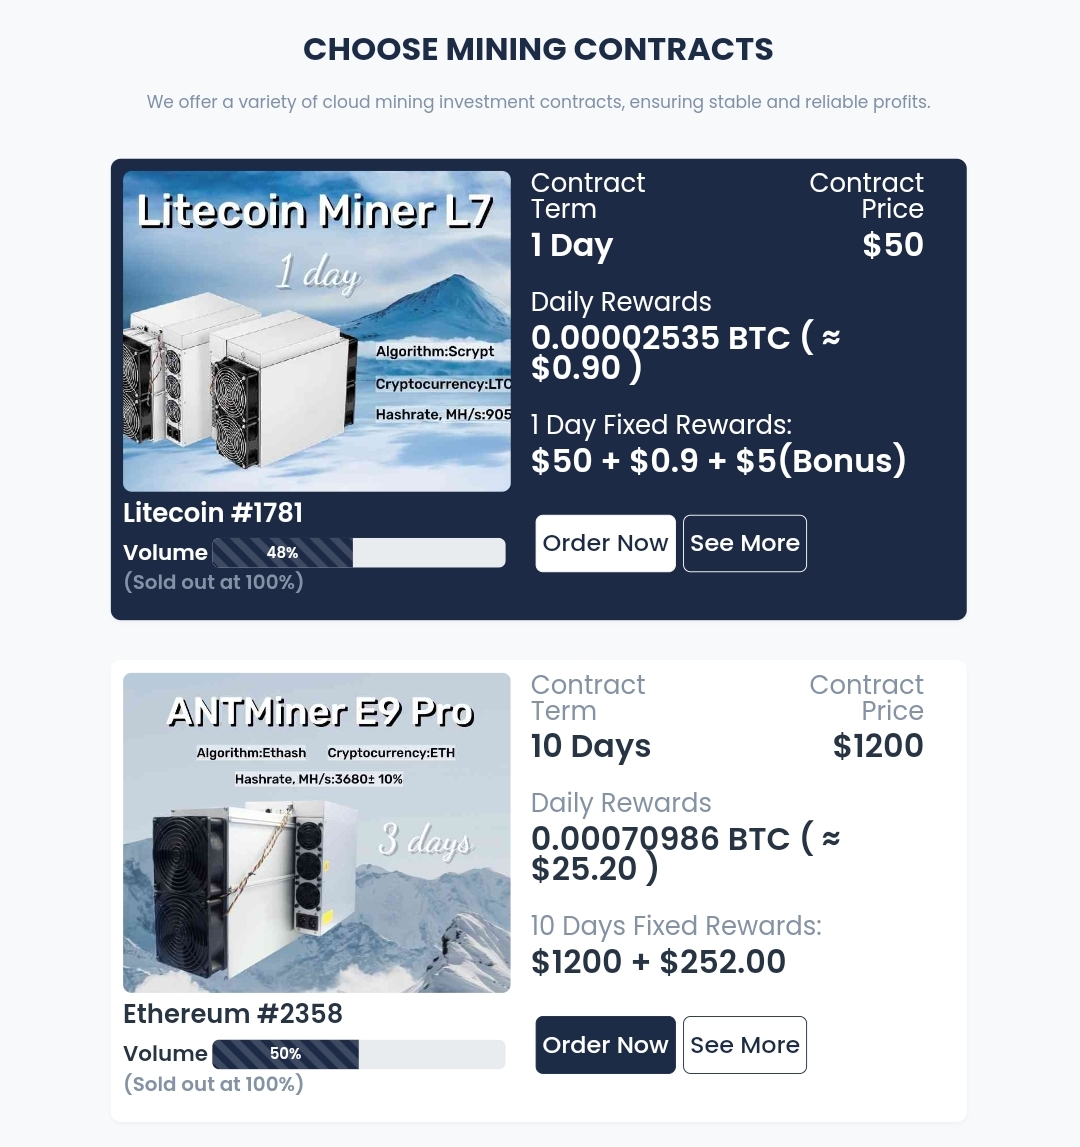 CHOOSE MINING CONTRACTS
We offer a variety of cloud mining investment contracts, ensuring stable and reliable profits.
Litecoin Miner L7
1 day
Algorithm:Scrypt
Cryptocurrency:LTC
Hashrate, MH/s:905
Litecoin #1781
Volume 48%
(Sold out at 100%)
Contract
Term
1 Day
Contract
Price
$50
Daily Rewards
0.00002535 BTC ( ≈
$0.90 )
1 Day Fixed Rewards:
$50 + $0.9 + $5(Bonus)
Order Now See More
ANTMiner E9 Pro
Algorithm:Ethash Cryptocurrency:ETH
Hashrate, MH/s:3680± 10%
3 days
Ethereum #2358
Volume 50%
(Sold out at 100%)
Contract
Term
10 Days
Contract
Price
$1200
Daily Rewards
0.00070986 BTC ( ≈
$25.20 )
10 Days Fixed Rewards:
$1200 + $252.00
Order Now See More